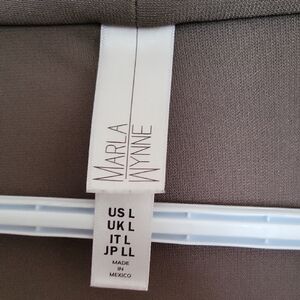 MARLA
WYNNE
US L
UK L
IT L
JP LL
MADE
IN
MEXICO